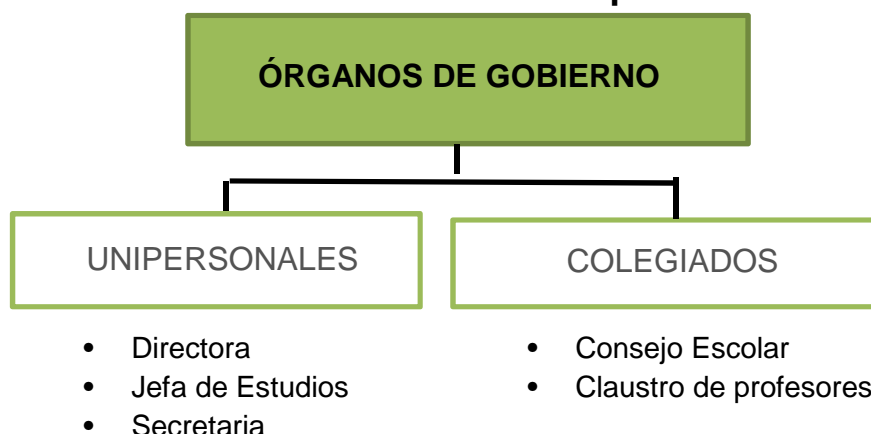 ÓRGANOS DE GOBIERNO
UNIPERSONALES
COLEGIADOS
• Directora
• Jefa de Estudios
• Secretaria
• Consejo Escolar
• Claustro de profesores